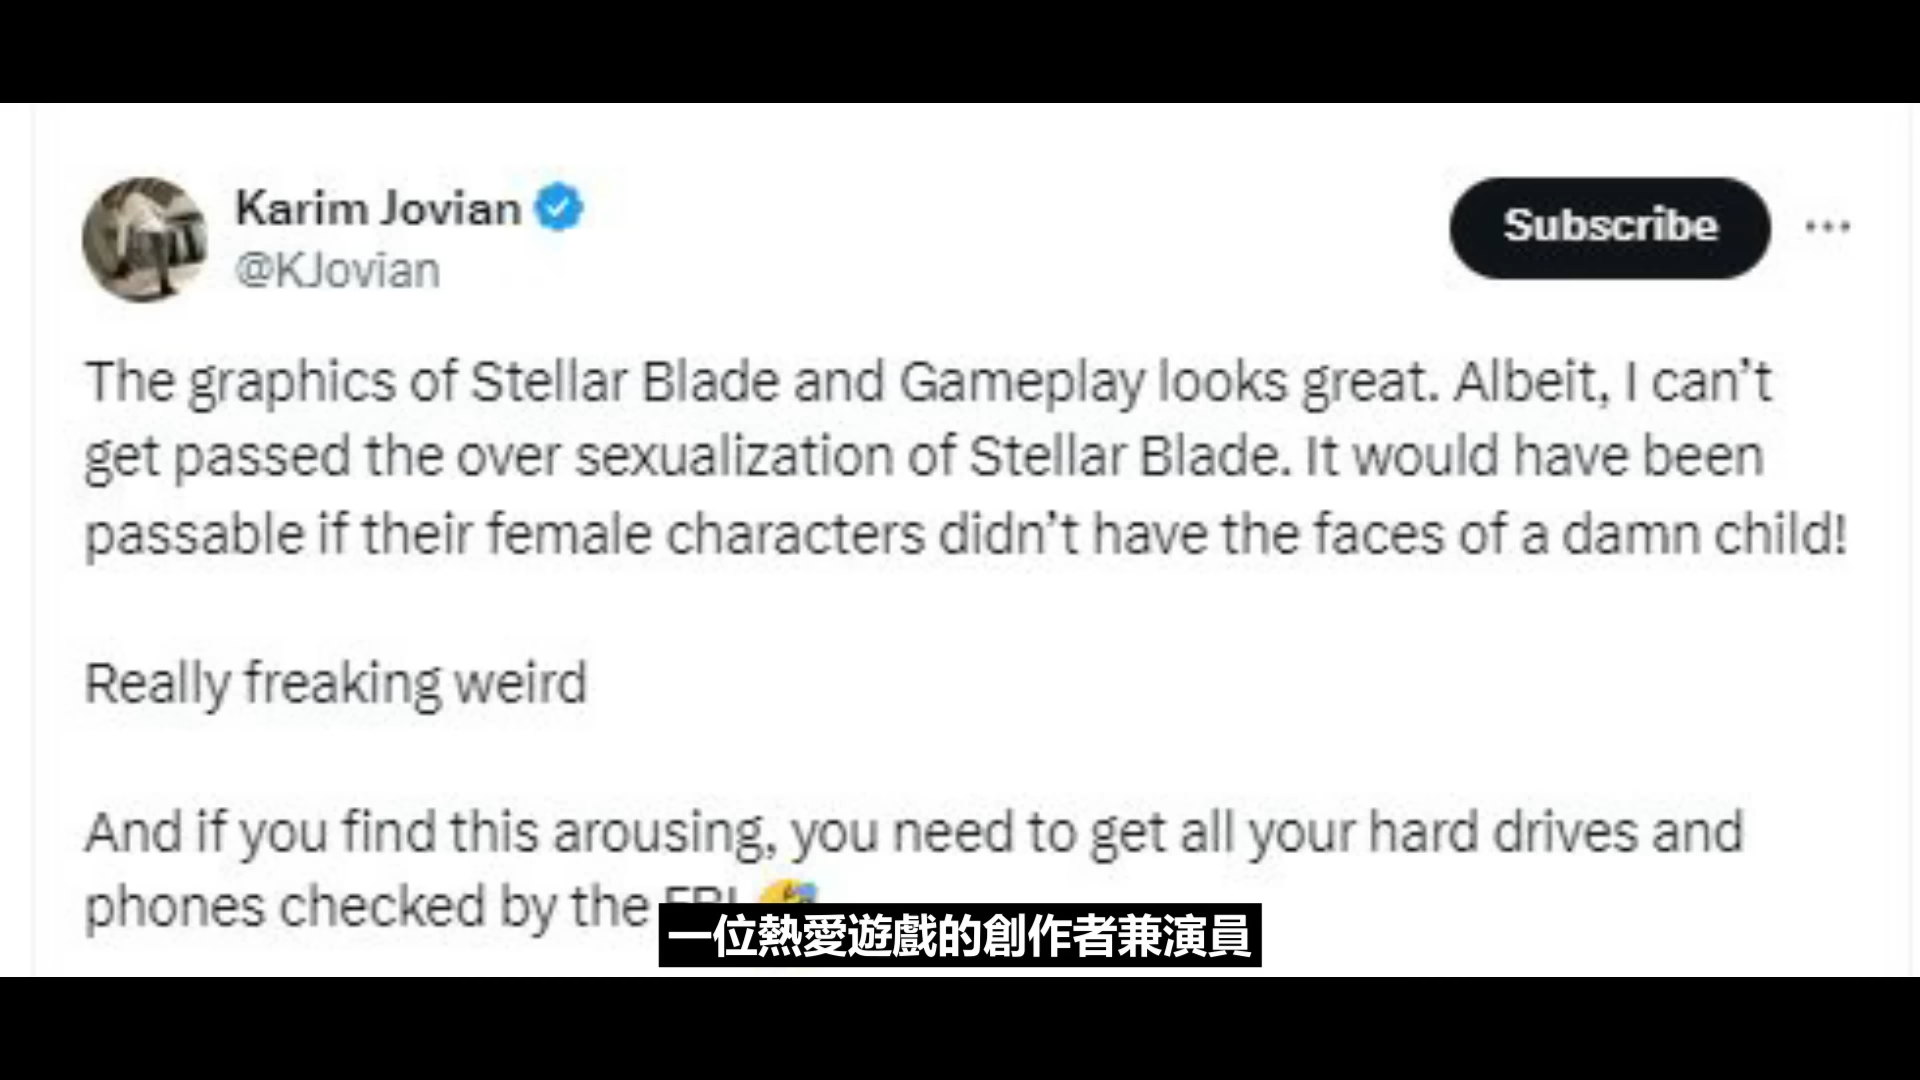 Karim Jovian
@KJovian
Subscribe
The graphics of Stellar Blade and Gameplay looks great. Albeit, I can't
get passed the over sexualization of Stellar Blade. It would have been
passable if their female characters didn't have the faces of a damn child!
Really freaking weird
And if you find this arousing, you need to get all your hard drives and
phones checked by the FBI
一位熱愛遊戲的創作者兼演員